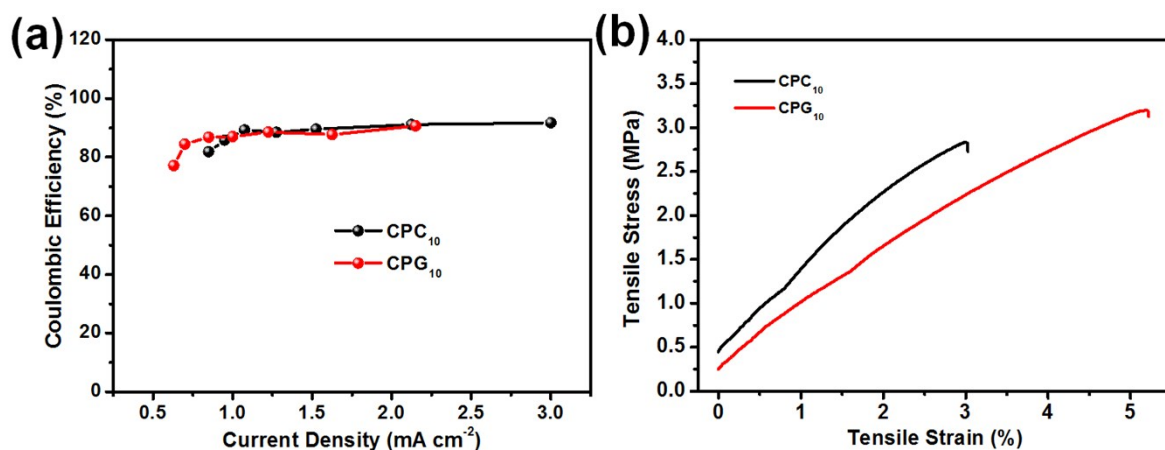 (a)
120
100
80
60
40
20
0
Coulombic Efficiency (%)
CPC₁₀
CPG₁₀
0.5 1.0 1.5 2.0 2.5 3.0
Current Density (mA cm⁻²)
(b)
4.0
3.5
3.0
2.5
2.0
1.5
1.0
0.5
0.0
Tensile Stress (MPa)
CPC₁₀
CPG₁₀
0 1 2 3 4 5
Tensile Strain (%)